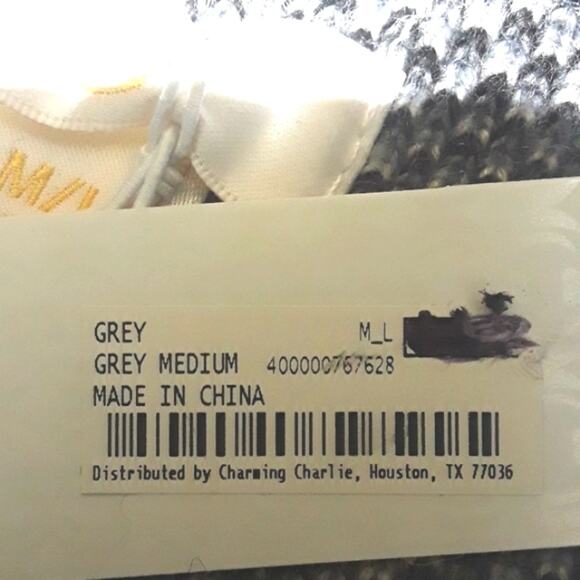 M/
GREY M_L
GREY MEDIUM 400000767628
MADE IN CHINA
Distributed by Charming Charlie, Houston, TX 77036